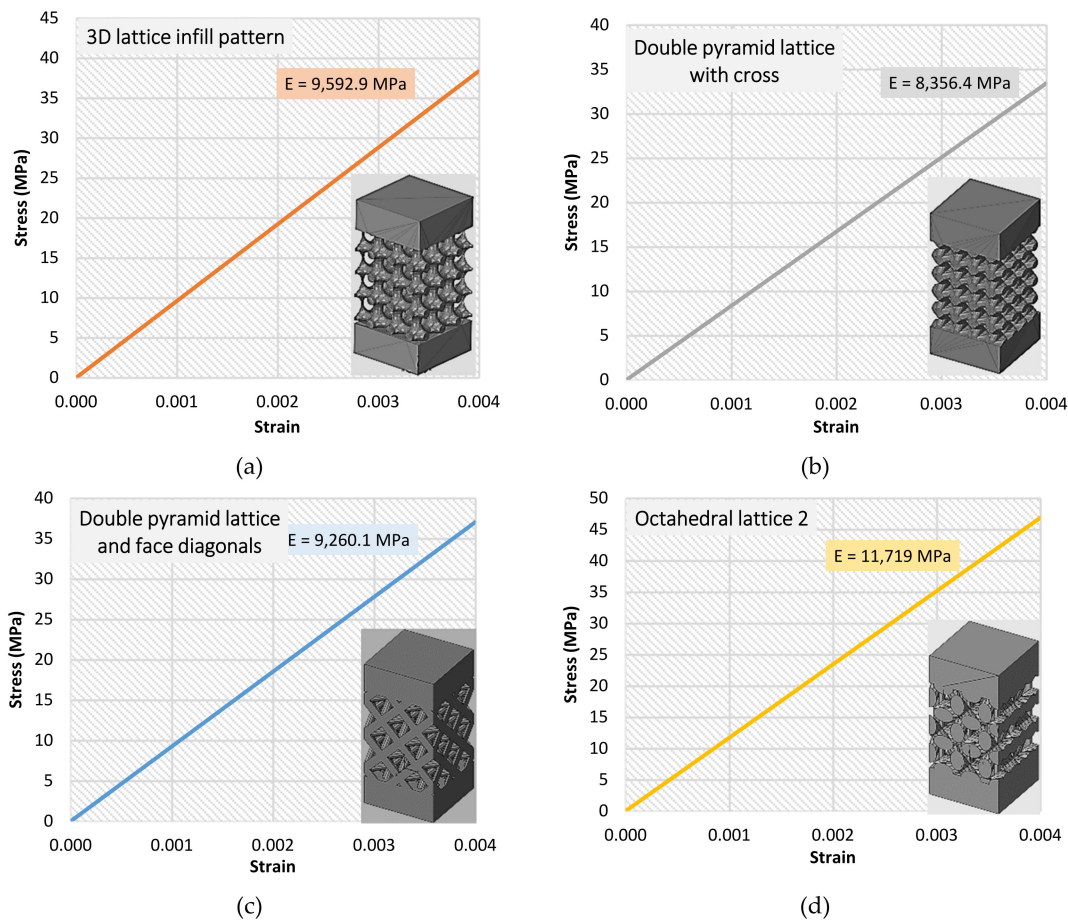 3D lattice infill pattern
E = 9,592.9 MPa
Stress (MPa)
45
40
35
30
25
20
15
10
5
0
0.000 0.001 0.002 0.003 0.004
Strain
(a)
Double pyramid lattice
with cross
E = 8,356.4 MPa
Stress (MPa)
40
35
30
25
20
15
10
5
0
0.000 0.001 0.002 0.003 0.004
Strain
(b)
Double pyramid lattice
and face diagonals
E = 9,260.1 MPa
Stress (MPa)
40
35
30
25
20
15
10
5
0
0.000 0.001 0.002 0.003 0.004
Strain
(c)
Octahedral lattice 2
E = 11,719 MPa
Stress (MPa)
50
45
40
35
30
25
20
15
10
5
0
0.000 0.001 0.002 0.003 0.004
Strain
(d)